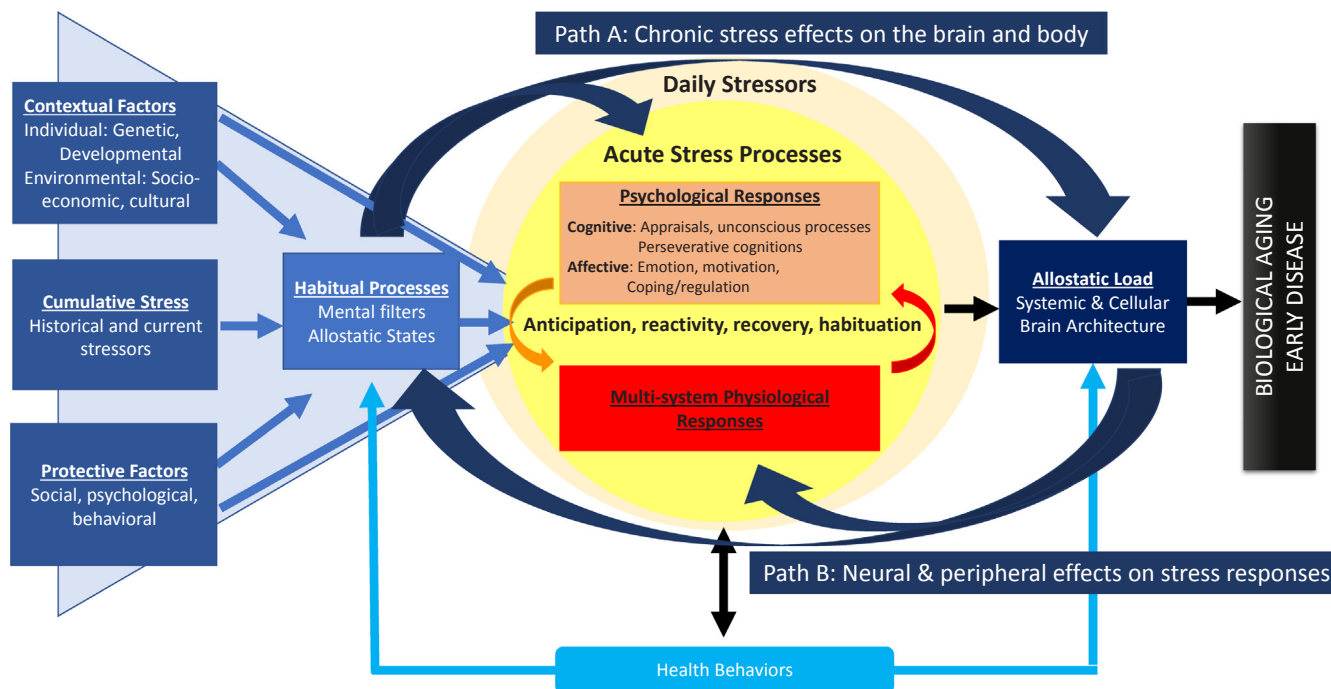 Path A: Chronic stress effects on the brain and body
Daily Stressors
Contextual Factors
Individual: Genetic,
Developmental
Environmental: Socio-
economic, cultural
Acute Stress Processes
Psychological Responses
Cognitive: Appraisals, unconscious processes
Perseverative cognitions
Affective: Emotion, motivation,
Coping/regulation
Cumulative Stress
Historical and current
stressors
Habitual Processes
Mental filters
Allostatic States
Anticipation, reactivity, recovery, habituation
Allostatic Load
Systemic & Cellular
Brain Architecture
BIOLOGICAL AGING
EARLY DISEASE
Multi-system Physiological
Responses
Protective Factors
Social, psychological,
behavioral
Path B: Neural & peripheral effects on stress responses
Health Behaviors